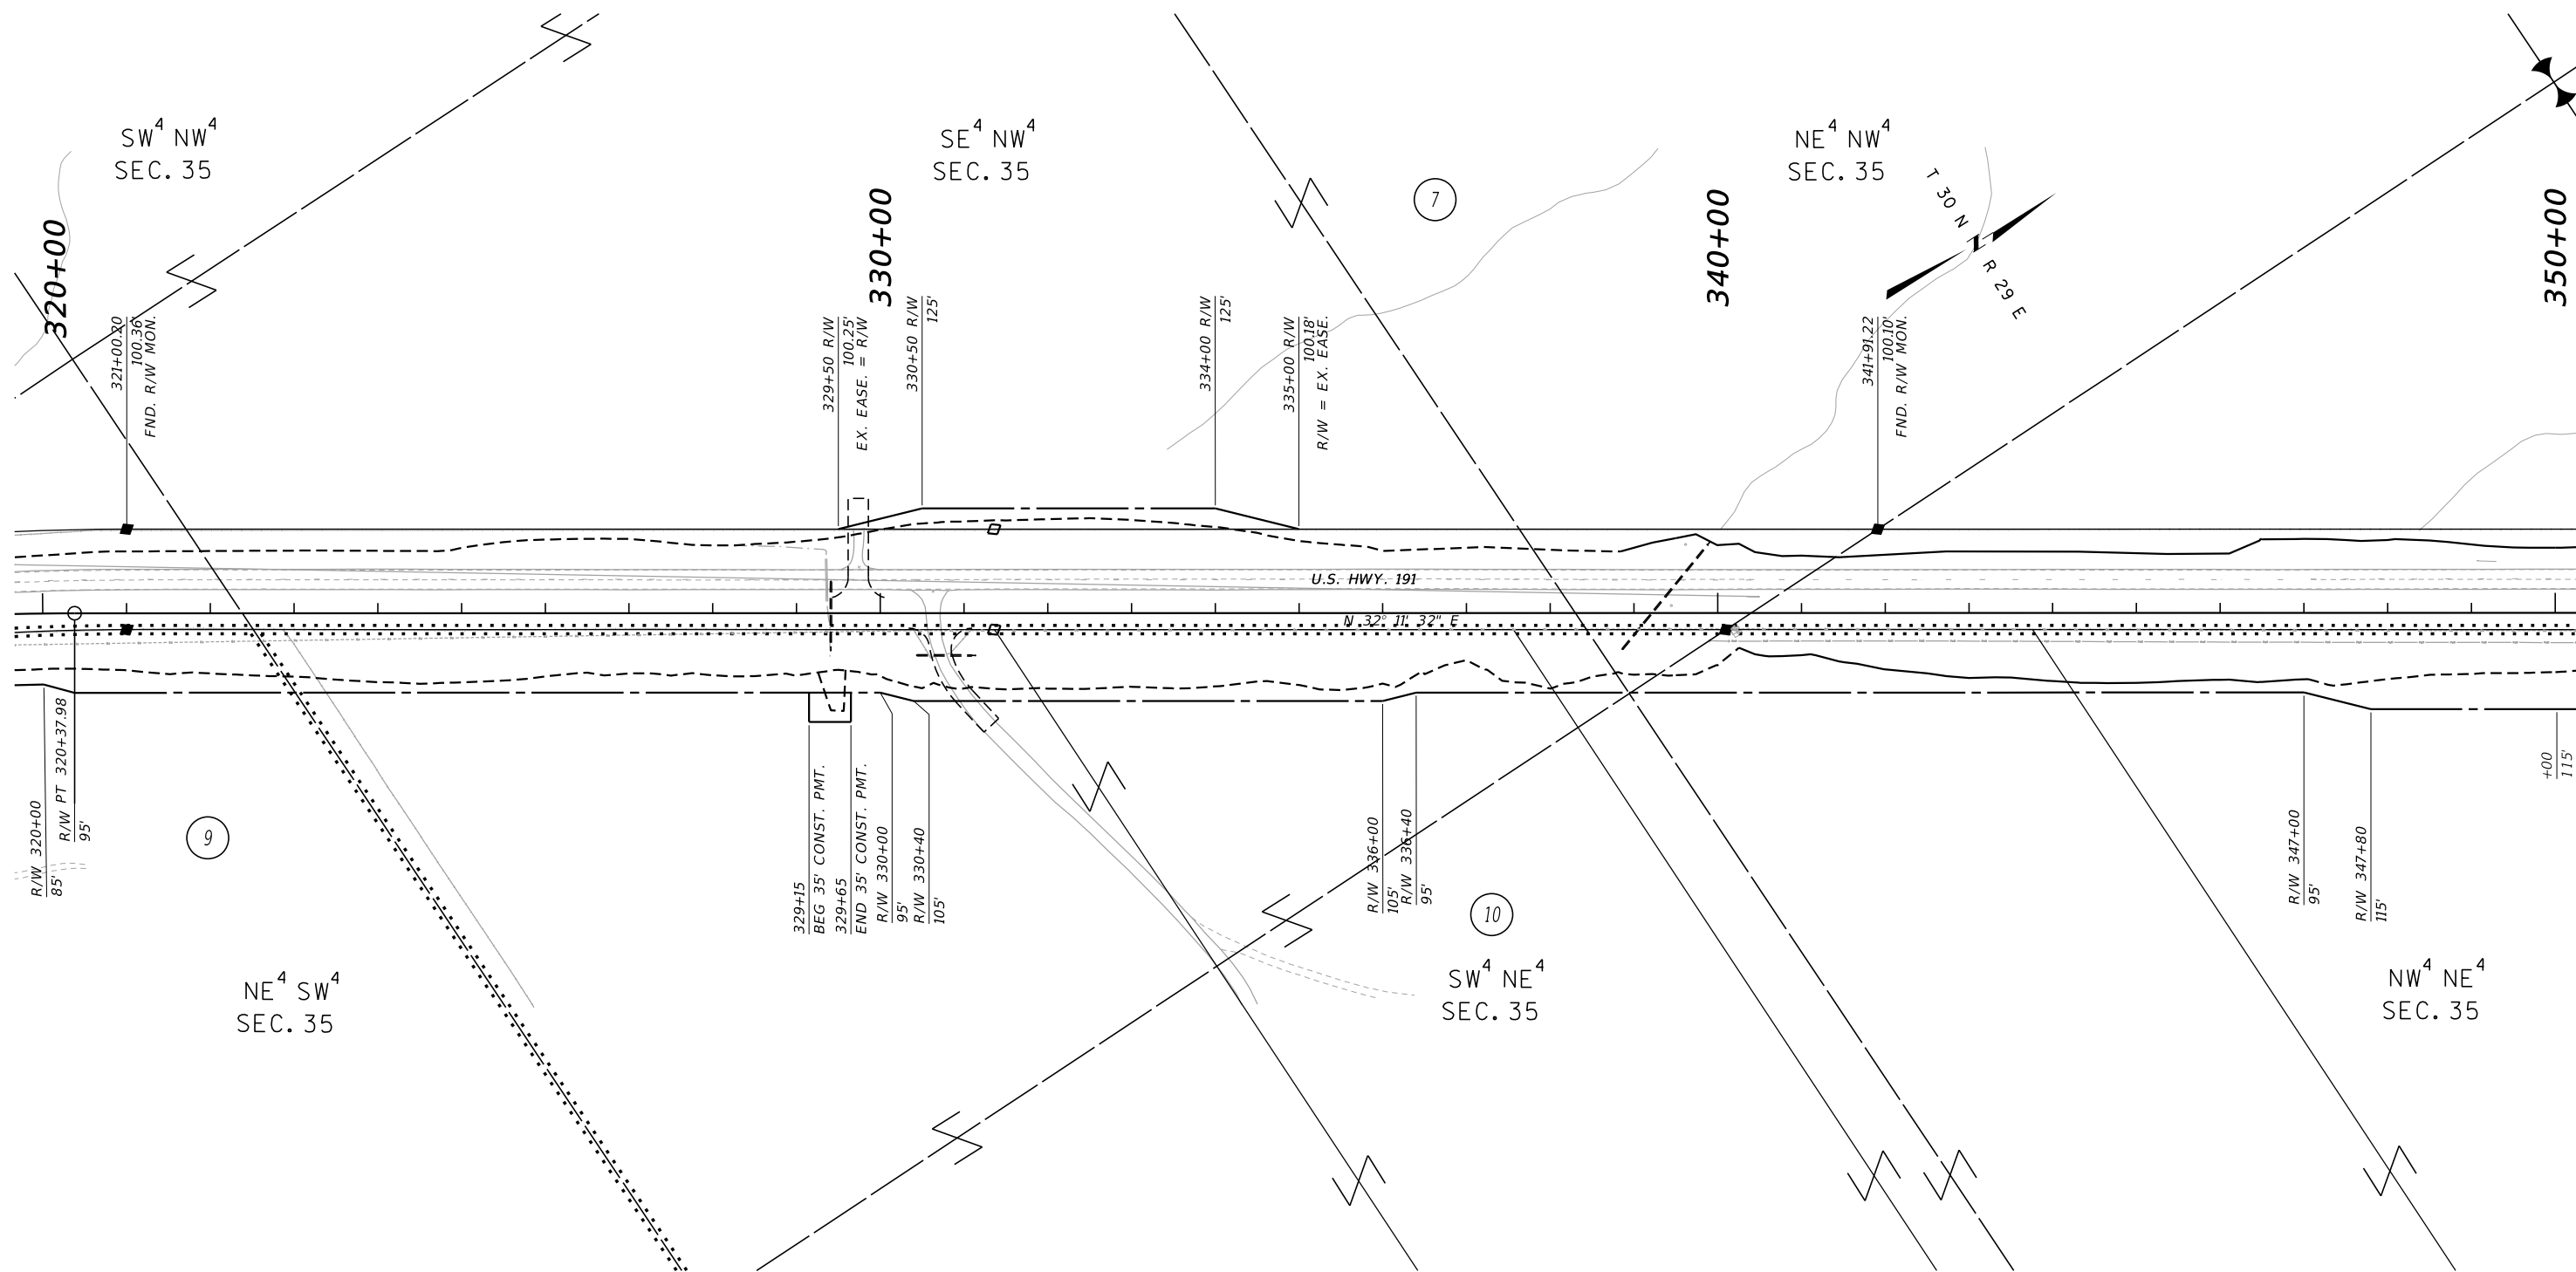 SW⁴ NW⁴
SEC. 35
SE⁴ NW⁴
SEC. 35
NE⁴ NW⁴
SEC. 35
7
T 30 N
R 29 E
320+00
330+00
340+00
350+00
321+00.20
100.36'
FND. R/W MON.
329+50 R/W
100.25'
EX. EASE. = R/W
330+50 R/W
125'
334+00 R/W
125'
335+00 R/W
100.18'
R/W = EX. EASE.
341+91.22
100.10'
FND. R/W MON.
U.S. HWY. 191
N 32° 11' 32" E
R/W 320+00
85'
R/W PT 320+37.98
95'
9
329+15
BEG 35' CONST. PMT.
329+65
END 35' CONST. PMT.
R/W 330+00
95'
R/W 330+40
105'
R/W 336+00
105'
R/W 336+40
95'
10
R/W 347+00
95'
R/W 347+80
115'
+00
115'
NE⁴ SW⁴
SEC. 35
SW⁴ NE⁴
SEC. 35
NW⁴ NE⁴
SEC. 35